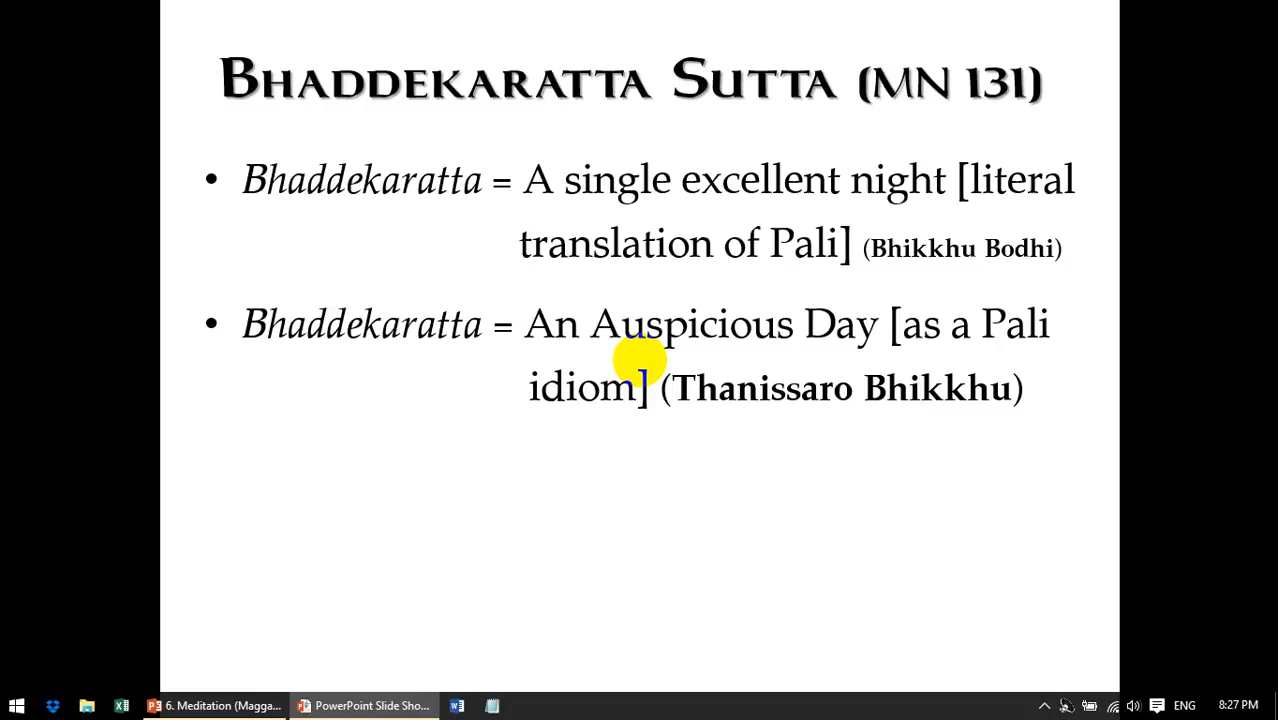 Bhaddekaratta Sutta (MN 131)
• Bhaddekaratta = A single excellent night [literal
translation of Pali] (Bhikkhu Bodhi)
• Bhaddekaratta = An Auspicious Day [as a Pali
idiom] (Thanissaro Bhikkhu)
6. Meditation (Magga...
PowerPoint Slide Sho...
ENG
8:27 PM